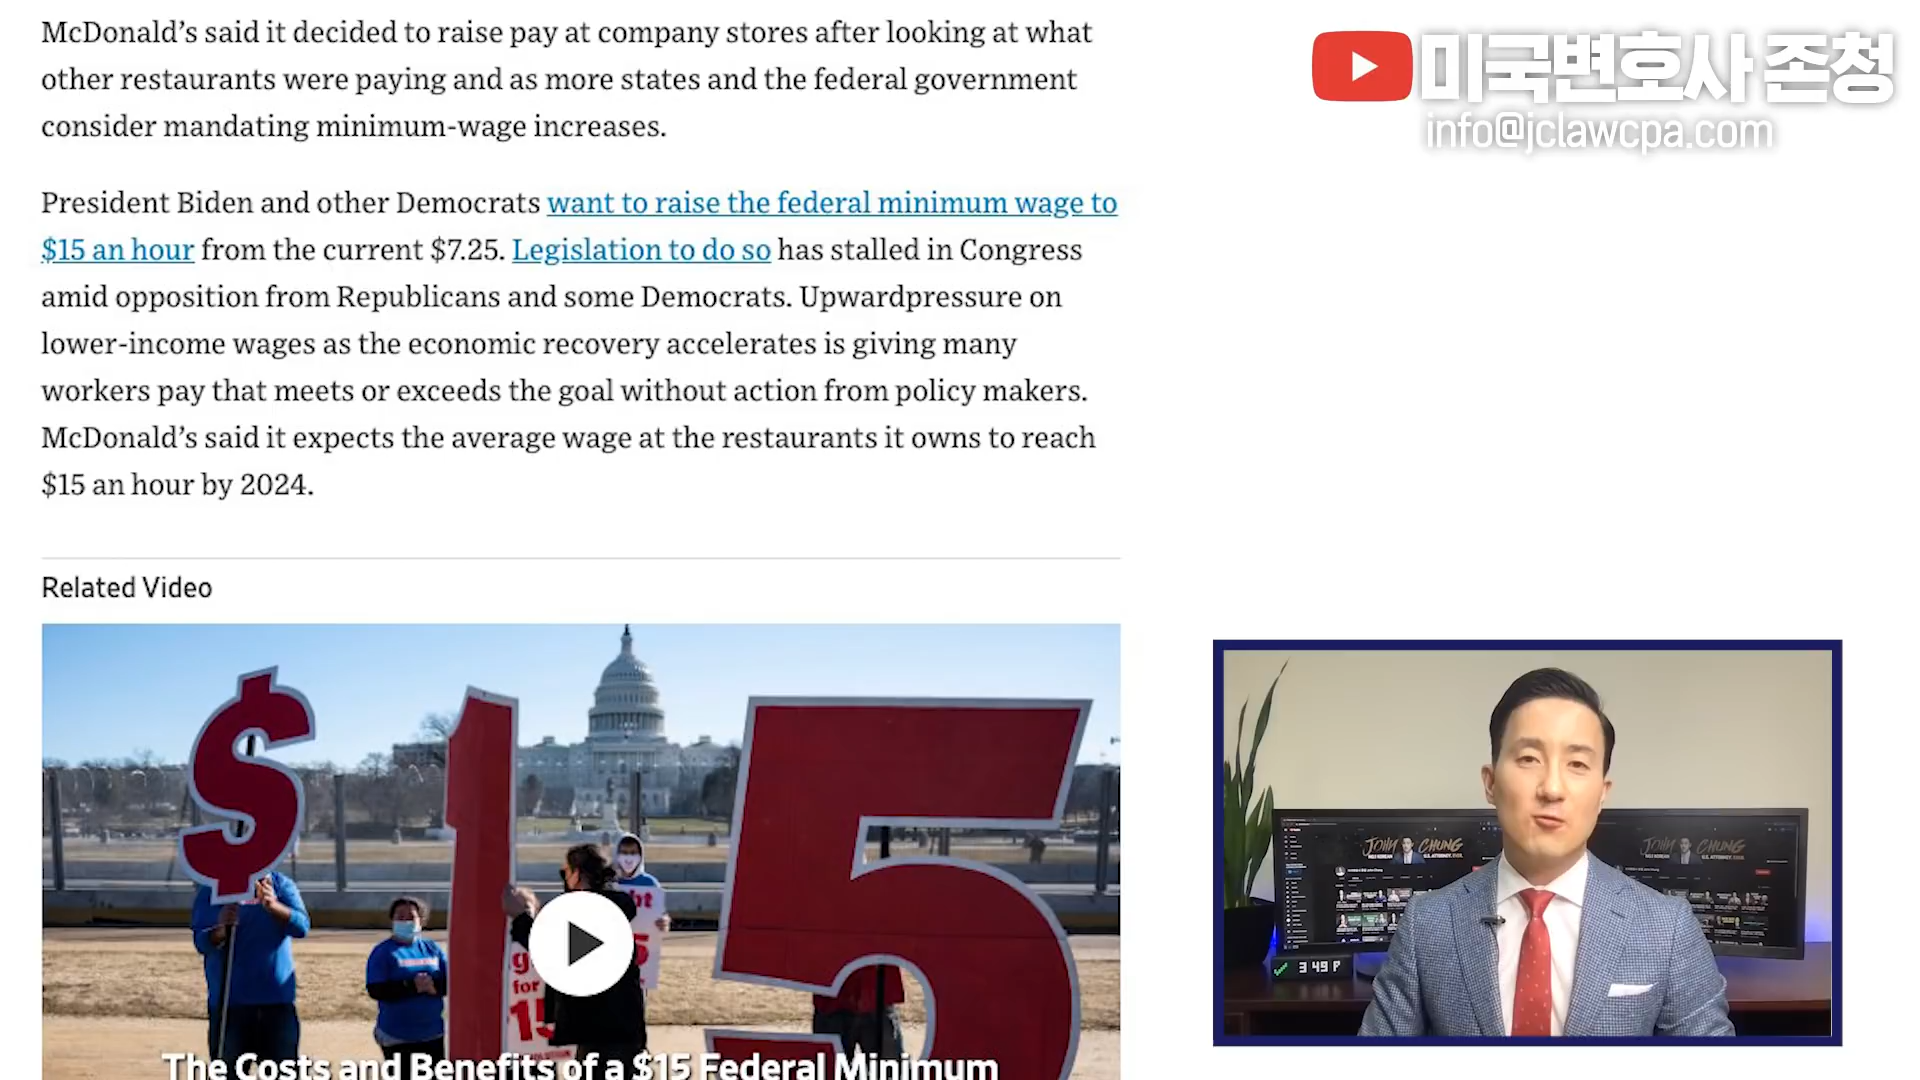 McDonald’s said it decided to raise pay at company stores after looking at what
other restaurants were paying and as more states and the federal government
consider mandating minimum-wage increases.
President Biden and other Democrats want to raise the federal minimum wage to
$15 an hour from the current $7.25. Legislation to do so has stalled in Congress
amid opposition from Republicans and some Democrats. Upwardpressure on
lower-income wages as the economic recovery accelerates is giving many
workers pay that meets or exceeds the goal without action from policy makers.
McDonald’s said it expects the average wage at the restaurants it owns to reach
$15 an hour by 2024.
Related Video
$15
for
The Costs and Benefits of a $15 Federal Minimum
미국변호사 존청
info@jclawcpa.com
JOHN CHUNG
JOHN CHUNG
3 49 P